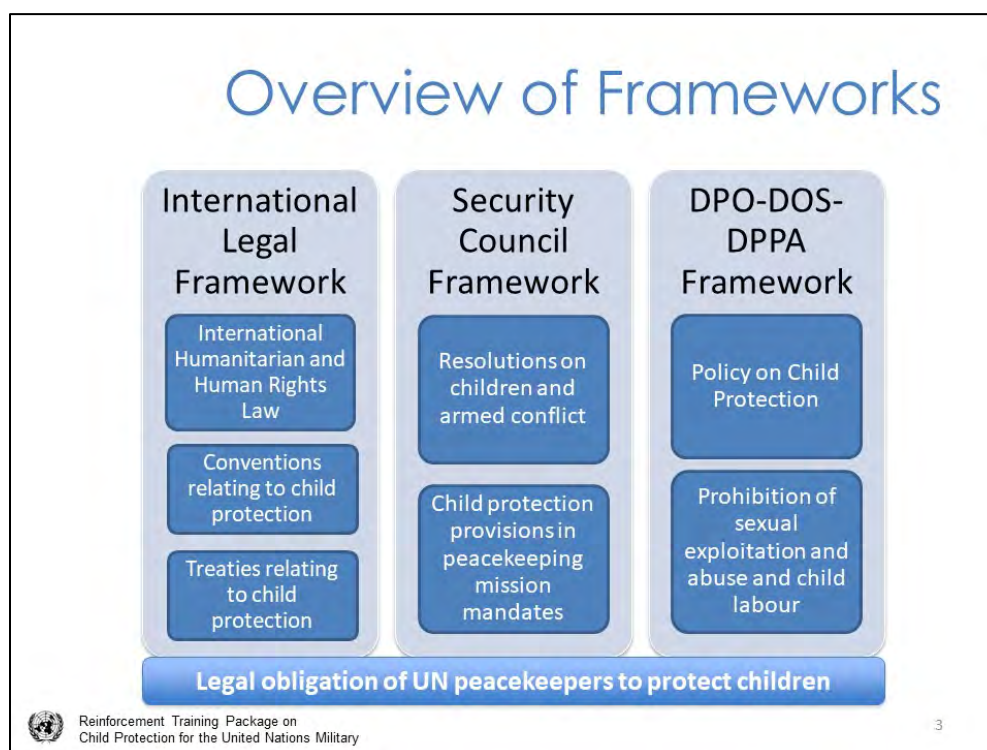 Overview of Frameworks
International
Legal
Framework
International
Humanitarian and
Human Rights
Law
Conventions
relating to child
protection
Treaties relating
to child
protection
Security
Council
Framework
Resolutions on
children and
armed conflict
Child protection
provisions in
peacekeeping
mission
mandates
DPO-DOS-
DPPA
Framework
Policy on Child
Protection
Prohibition of
sexual
exploitation and
abuse and child
labour
Legal obligation of UN peacekeepers to protect children
Reinforcement Training Package on
Child Protection for the United Nations Military
3